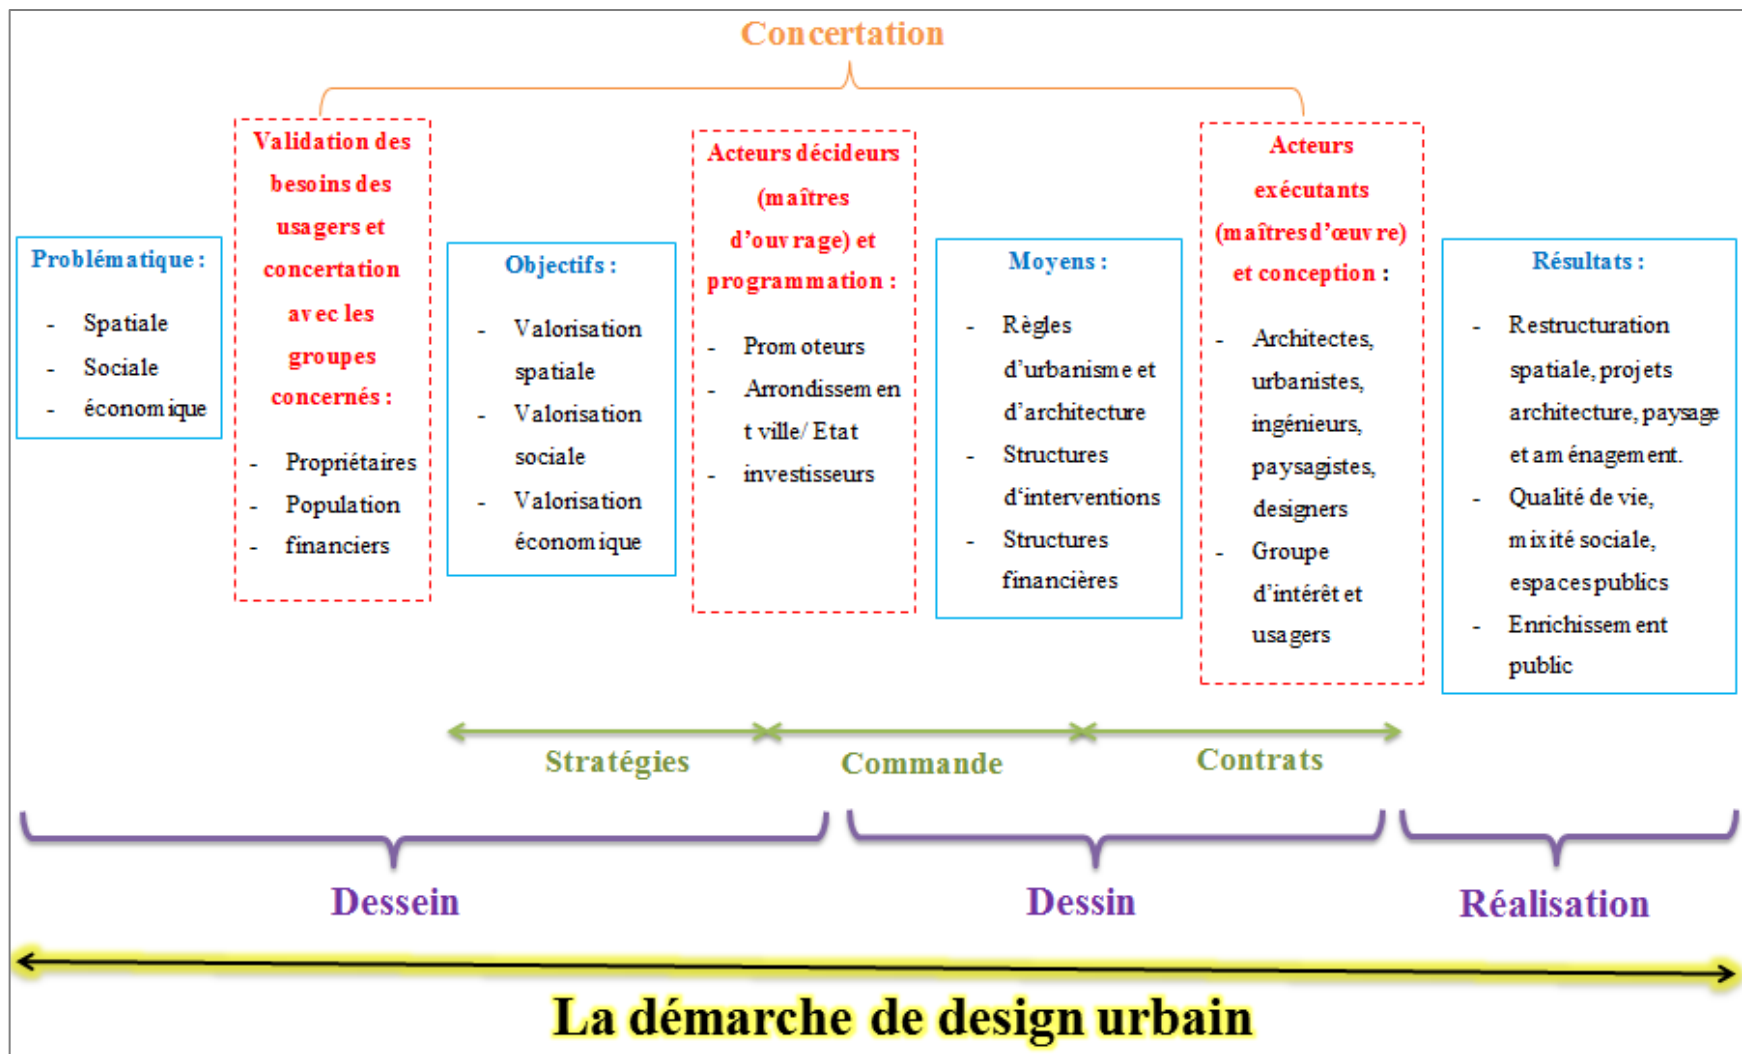 Concertation
Problématique :
- Spatiale
- Sociale
- économique
Validation des
besoins des
usagers et
concertation
avec les
groupes
concernés :
- Propriétaires
- Population
- financiers
Objectifs :
- Valorisation
spatiale
- Valorisation
sociale
- Valorisation
économique
Acteurs décideurs
(maîtres
d'ouvrage) et
programmation :
- Promoteurs
- Arrondissemen
t ville/ Etat
- investisseurs
Moyens :
- Règles
d'urbanisme et
d'architecture
- Structures
d'interventions
- Structures
financières
Acteurs
exécutants
(maîtres d'œuvre)
et conception :
- Architectes,
urbanistes,
ingénieurs,
paysagistes,
designers
- Groupe
d'intérêt et
usagers
Résultats :
- Restructuration
spatiale, projets
architecture, paysage
et aménagement.
- Qualité de vie,
mixité sociale,
espaces publics
- Enrichissement
public
Stratégies
Commande
Contrats
Dessein
Dessin
Réalisation
La démarche de design urbain